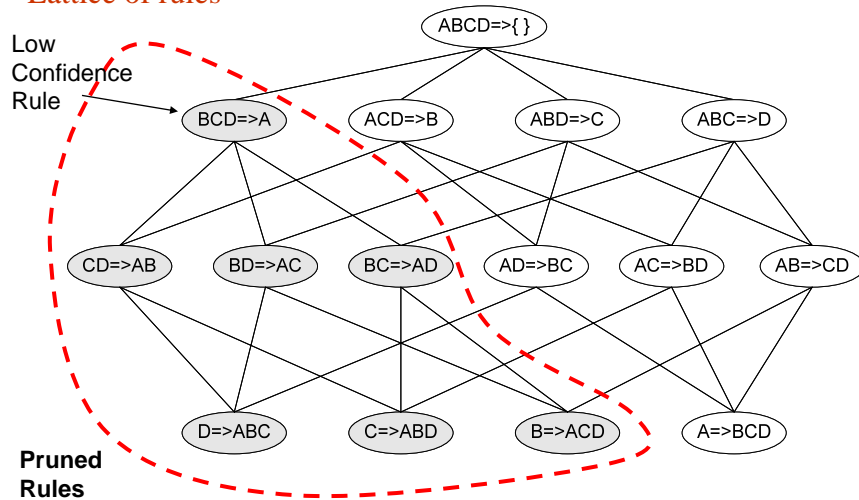 Lattice of rules
ABCD=>{ }
Low
Confidence
Rule
BCD=>A
ACD=>B
ABD=>C
ABC=>D
CD=>AB
BD=>AC
BC=>AD
AD=>BC
AC=>BD
AB=>CD
D=>ABC
C=>ABD
B=>ACD
A=>BCD
Pruned
Rules